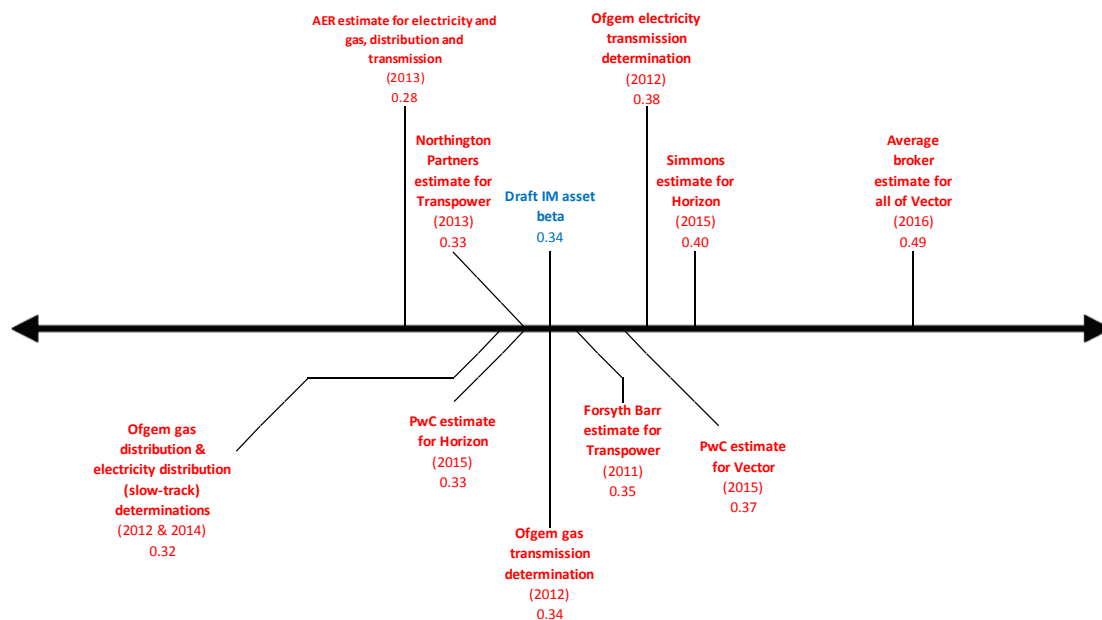 AER estimate for electricity and
gas, distribution and
transmission
(2013)
0.28
Ofgem electricity
transmission
determination
(2012)
0.38
Northington
Partners
estimate for
Transpower
(2013)
0.33
Draft IM asset
beta
0.34
Simmons
estimate for
Horizon
(2015)
0.40
Average
broker
estimate for
all of Vector
(2016)
0.49
Ofgem gas
distribution &
electricity distribution
(slow-track)
determinations
(2012 & 2014)
0.32
PwC estimate
for Horizon
(2015)
0.33
Ofgem gas
transmission
determination
(2012)
0.34
Forsyth Barr
estimate for
Transpower
(2011)
0.35
PwC estimate
for Vector
(2015)
0.37